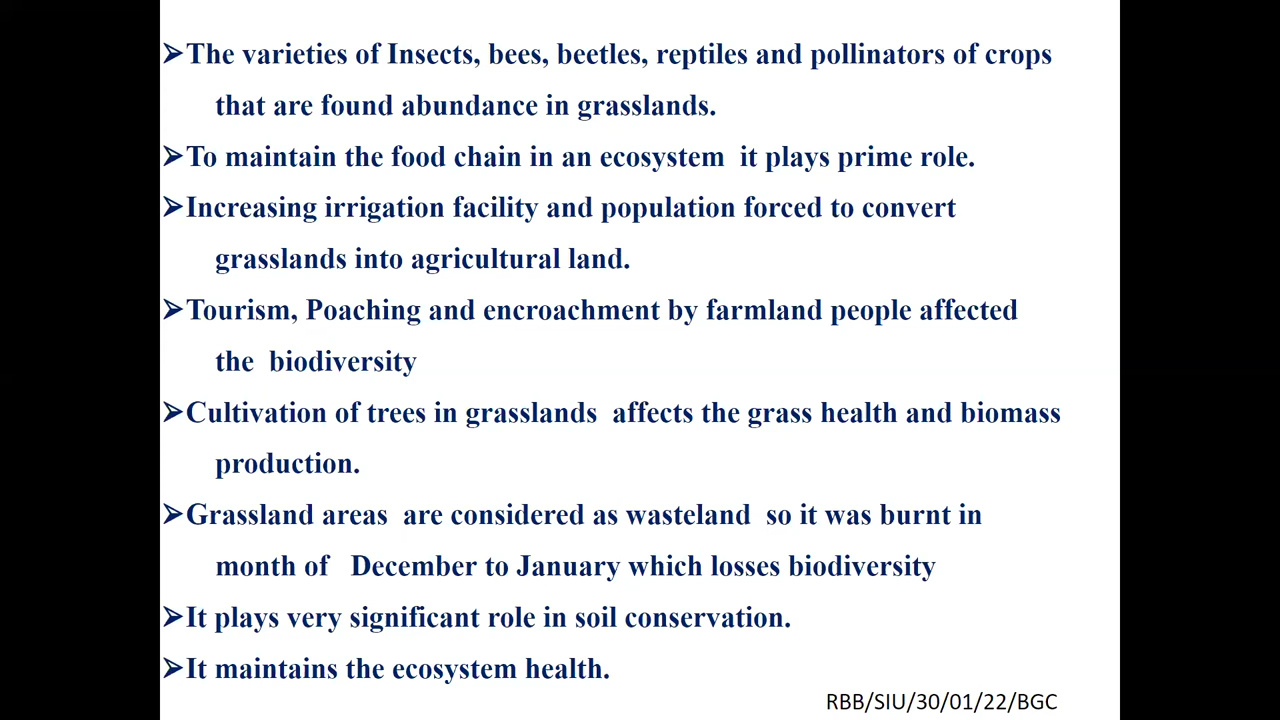 ➢The varieties of Insects, bees, beetles, reptiles and pollinators of crops
that are found abundance in grasslands.
➢To maintain the food chain in an ecosystem it plays prime role.
➢Increasing irrigation facility and population forced to convert
grasslands into agricultural land.
➢Tourism, Poaching and encroachment by farmland people affected
the biodiversity
➢Cultivation of trees in grasslands affects the grass health and biomass
production.
➢Grassland areas are considered as wasteland so it was burnt in
month of December to January which losses biodiversity
➢It plays very significant role in soil conservation.
➢It maintains the ecosystem health.
RBB/SIU/30/01/22/BGC